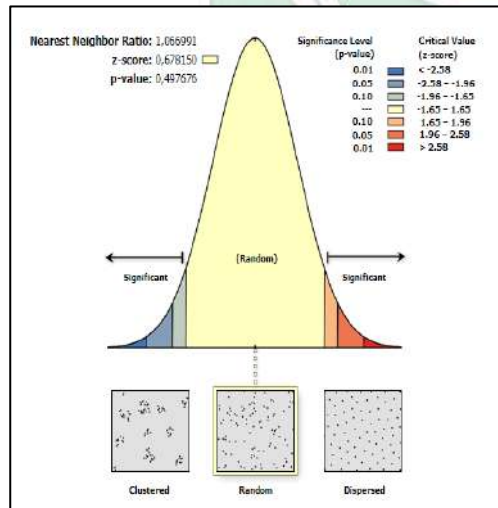 Nearest Neighbor Ratio: 1,066991
z-score: 0,678150
p-value: 0,497676
Significance Level
(p-value)
Critical Value
(z-score)
0.01 < -2.58
0.05 -2.58 - -1.96
0.10 -1.96 - -1.65
--- -1.65 - 1.65
0.10 1.65 - 1.96
0.05 1.96 - 2.58
0.01 > 2.58
(Random)
Significant
Significant
Clustered
Random
Dispersed